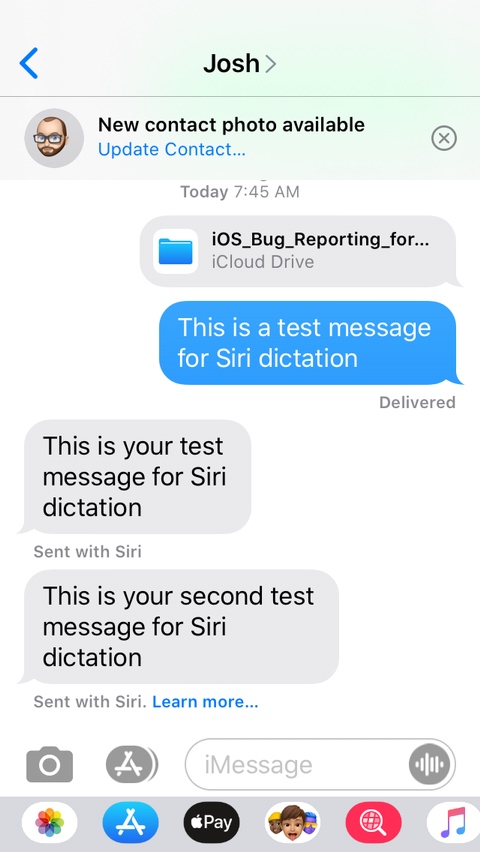 Josh
New contact photo available
Update Contact...
Today 7:45 AM
iOS_Bug_Reporting_for...
iCloud Drive
This is a test message
for Siri dictation
Delivered
This is your test
message for Siri
dictation
Sent with Siri
This is your second test
message for Siri
dictation
Sent with Siri. Learn more...
iMessage
Pay